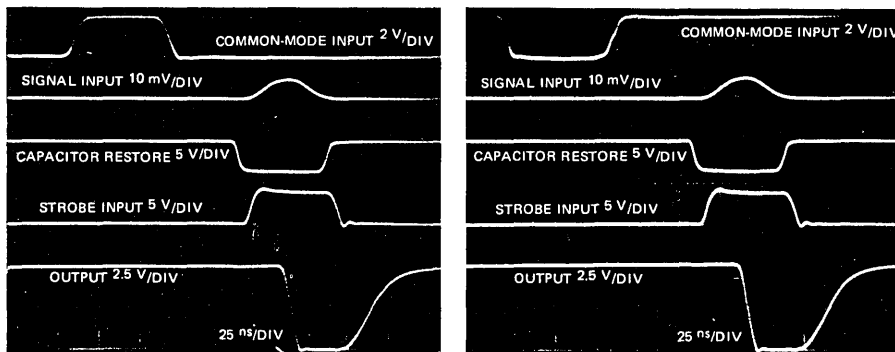 COMMON-MODE INPUT 2 V/DIV
SIGNAL INPUT 10 mV/DIV
CAPACITOR RESTORE 5 V/DIV
STROBE INPUT 5 V/DIV
OUTPUT 2.5 V/DIV
25 ns/DIV
COMMON-MODE INPUT 2 V/DIV
SIGNAL INPUT 10 mV/DIV
CAPACITOR RESTORE 5 V/DIV
STROBE INPUT 5 V/DIV
OUTPUT 2.5 V/DIV
25 ns/DIV